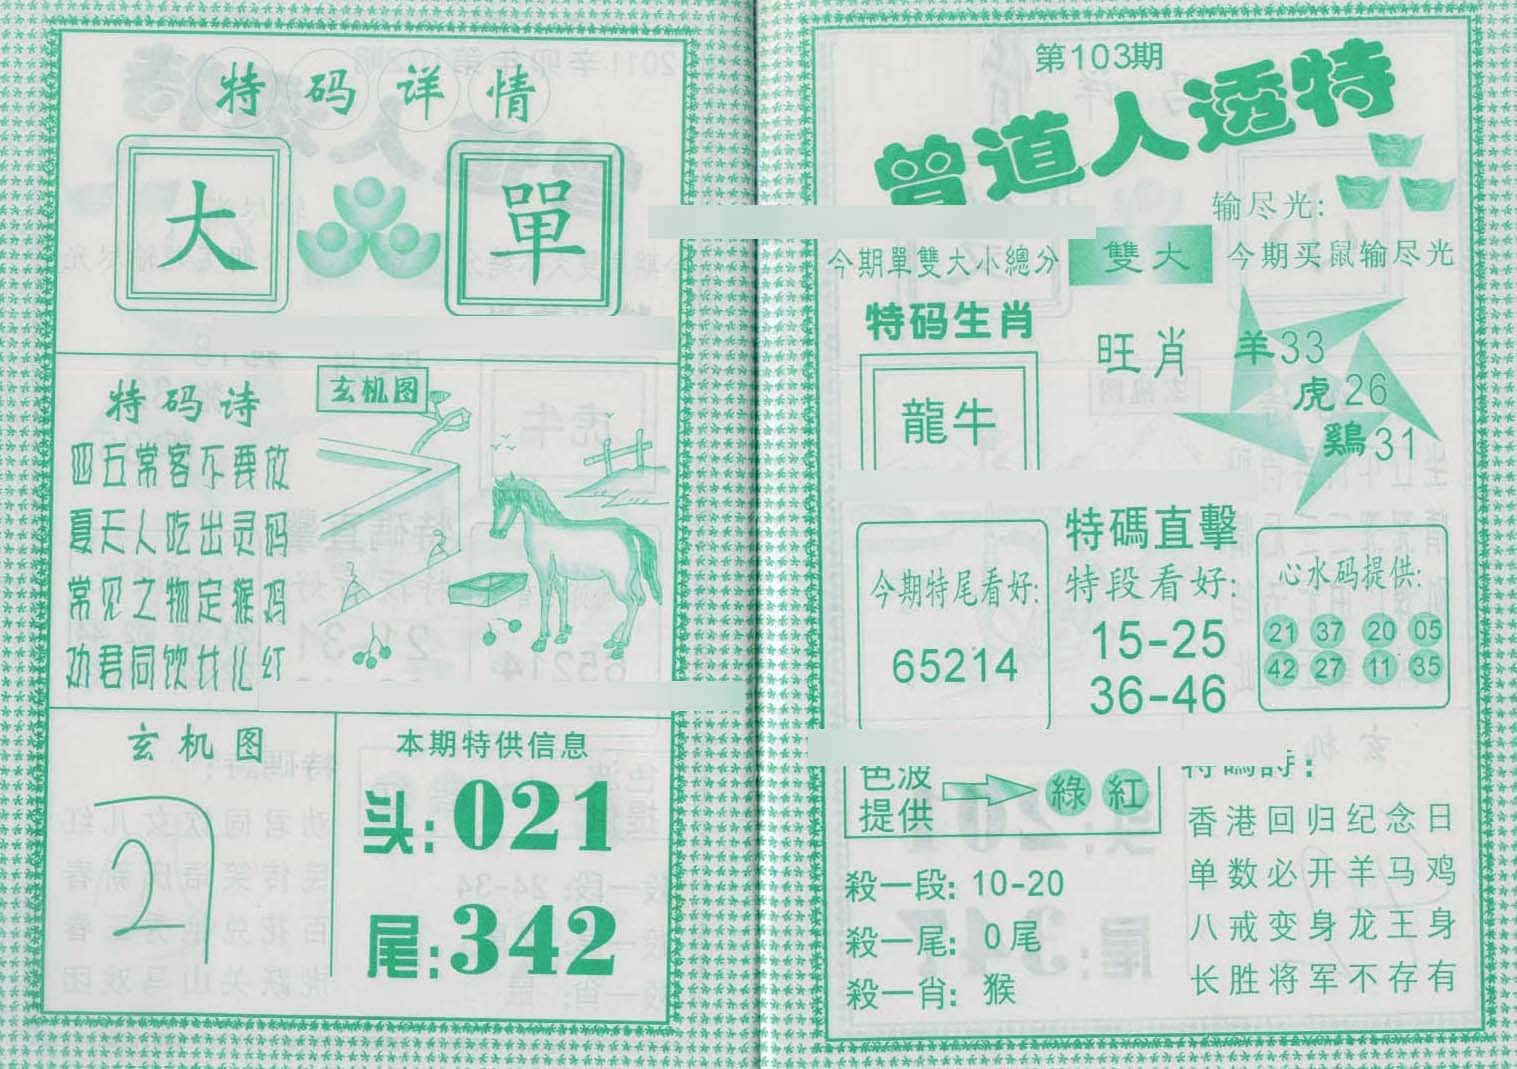 特码详情
大 單
特码诗
四五常客不要放
夏天人吃出灵码
常见之物定猴鸡
劝君同饮找儿红
玄机图
玄机图
本期特供信息
头:021
尾:342
第103期
曾道人透特
输尽光:
今期單雙大小總分 雙大 今期买鼠输尽光
特码生肖
龍牛
旺肖
羊33
虎26
鷄31
今期特尾看好:
65214
特碼直擊
特段看好:
15-25
36-46
心水码提供:
21 37 20 05
42 27 11 35
色波
提供
綠 紅
殺一段: 10-20
殺一尾: 0尾
殺一肖: 猴
特碼詩:
香港回归纪念日
单数必开羊马鸡
八戒变身龙王身
长胜将军不存有